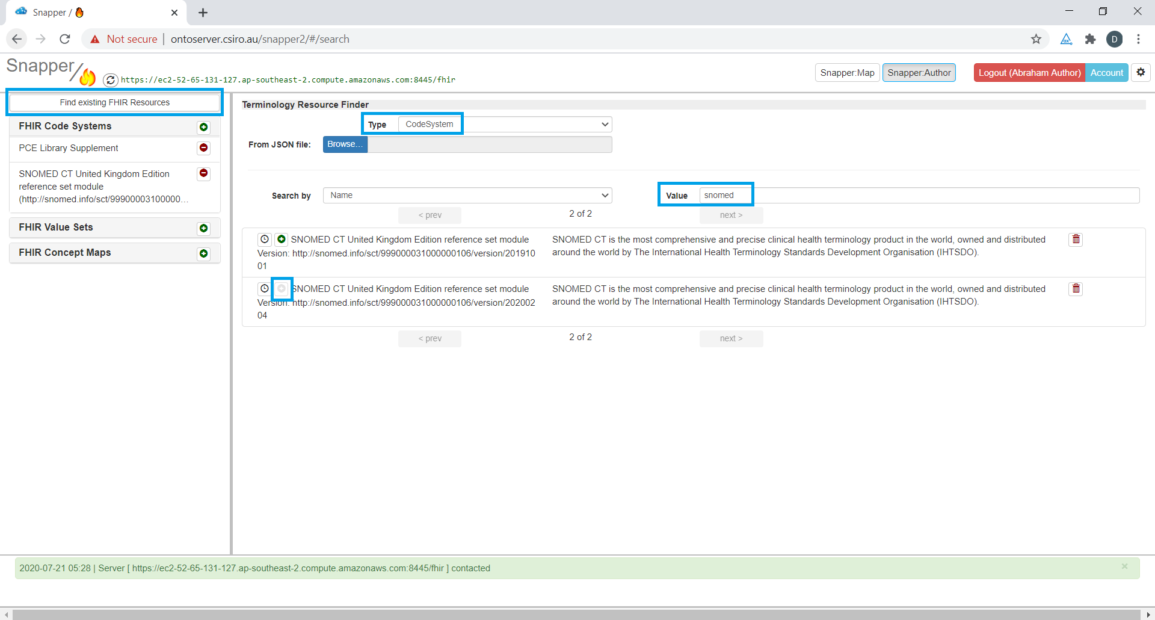 Snapper /
Not secure | ontoserver.csiro.au/snapper2/#/search
D
Snapper/
https://ec2-52-65-131-127.ap-southeast-2.compute.amazonaws.com:8445/fhir
Snapper:Map
Snapper:Author
Logout (Abraham Author)
Account
Find existing FHIR Resources
FHIR Code Systems
PCE Library Supplement
SNOMED CT United Kingdom Edition
reference set module
(http://snomed.info/sct/99900003100000...
FHIR Value Sets
FHIR Concept Maps
Terminology Resource Finder
Type CodeSystem
From JSON file: Browse...
Search by Name
Value snomed
< prev 2 of 2 next >
SNOMED CT United Kingdom Edition reference set module
Version: http://snomed.info/sct/999000031000000106/version/201910
01
SNOMED CT is the most comprehensive and precise clinical health terminology product in the world, owned and distributed
around the world by The International Health Terminology Standards Development Organisation (IHTSDO).
SNOMED CT United Kingdom Edition reference set module
Version: http://snomed.info/sct/999000031000000106/version/202002
04
SNOMED CT is the most comprehensive and precise clinical health terminology product in the world, owned and distributed
around the world by The International Health Terminology Standards Development Organisation (IHTSDO).
< prev 2 of 2 next >
2020-07-21 05:28 | Server [ https://ec2-52-65-131-127.ap-southeast-2.compute.amazonaws.com:8445/fhir ] contacted